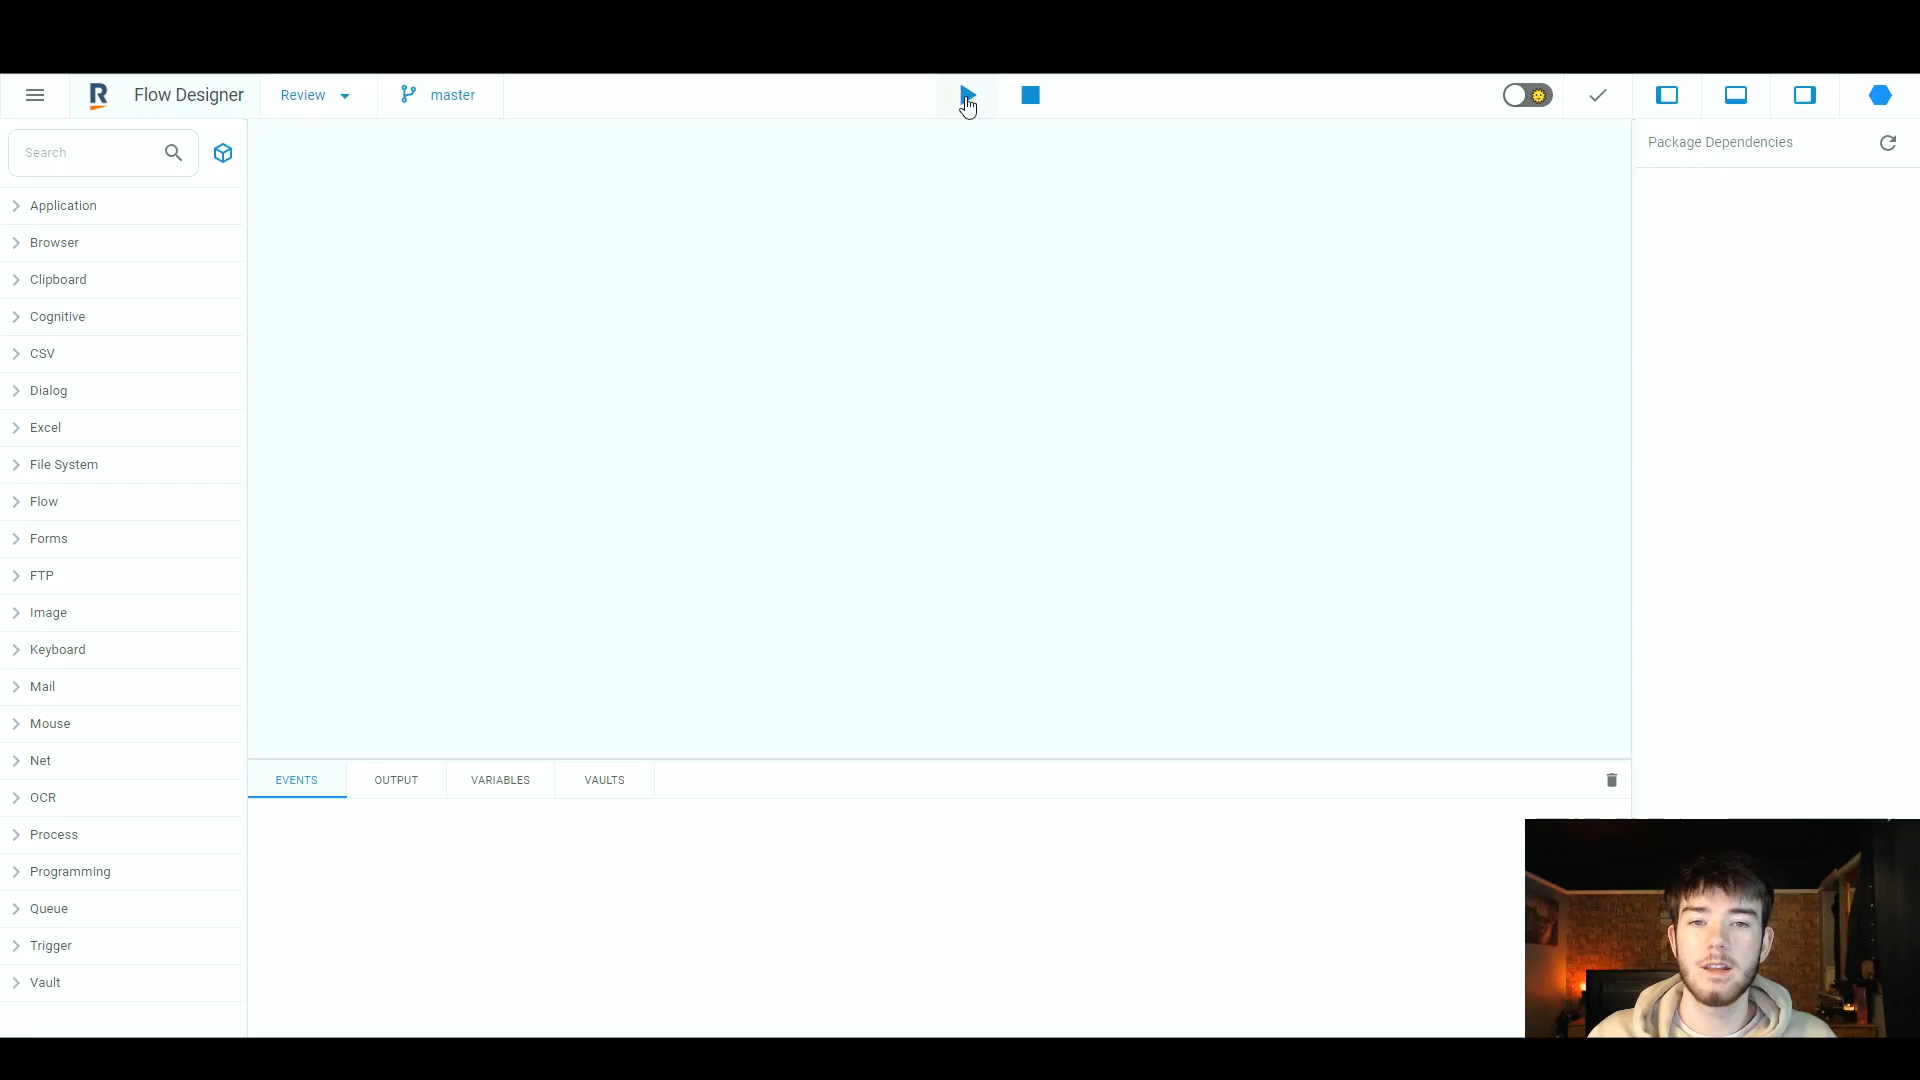 R Flow Designer Review master
Search
Package Dependencies
Application
Browser
Clipboard
Cognitive
CSV
Dialog
Excel
File System
Flow
Forms
FTP
Image
Keyboard
Mail
Mouse
Net
OCR
Process
Programming
Queue
Trigger
Vault
EVENTS OUTPUT VARIABLES VAULTS